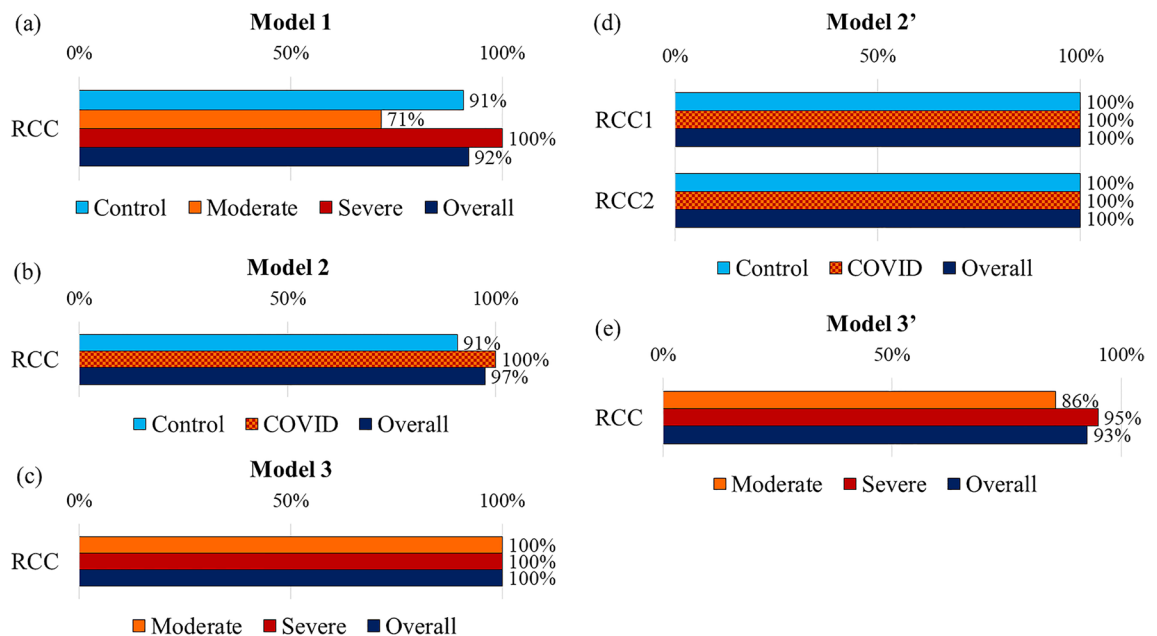 (a)
Model 1
0% 50% 100%
RCC
91%
71%
100%
92%
Control Moderate Severe Overall
(b)
Model 2
0% 50% 100%
RCC
91%
100%
97%
Control COVID Overall
(c)
Model 3
0% 50% 100%
RCC
100%
100%
100%
Moderate Severe Overall
(d)
Model 2’
0% 50% 100%
RCC1
100%
100%
100%
RCC2
100%
100%
100%
Control COVID Overall
(e)
Model 3’
0% 50% 100%
RCC
86%
95%
93%
Moderate Severe Overall